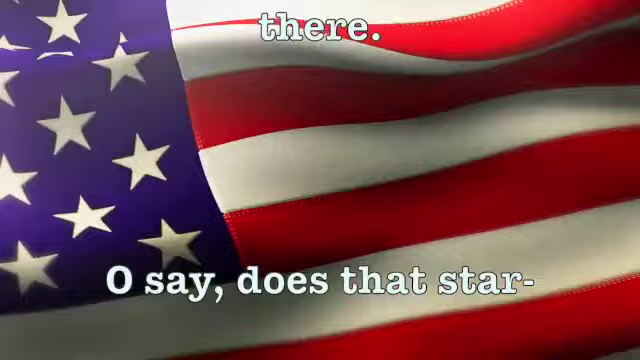 there.
O say, does that star-